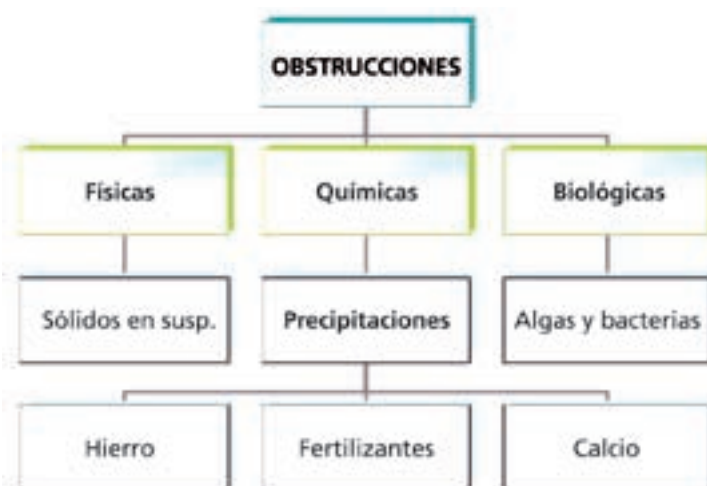 OBSTRUCCIONES
Físicas
Químicas
Biológicas
Sólidos en susp.
Precipitaciones
Algas y bacterias
Hierro
Fertilizantes
Calcio